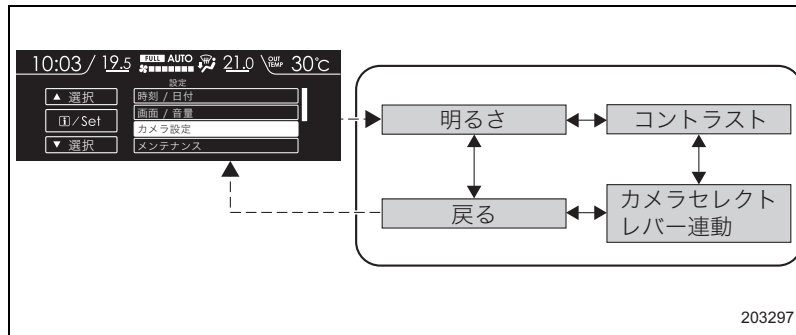 10:03 / 19.5 FULL AUTO 21.0 OUT TEMP 30℃
設定
▲ 選択
時刻 / 日付
画面 / 音量
i/Set
カメラ設定
▼ 選択
メンテナンス
明るさ
コントラスト
戻る
カメラセレクト
レバー連動
203297